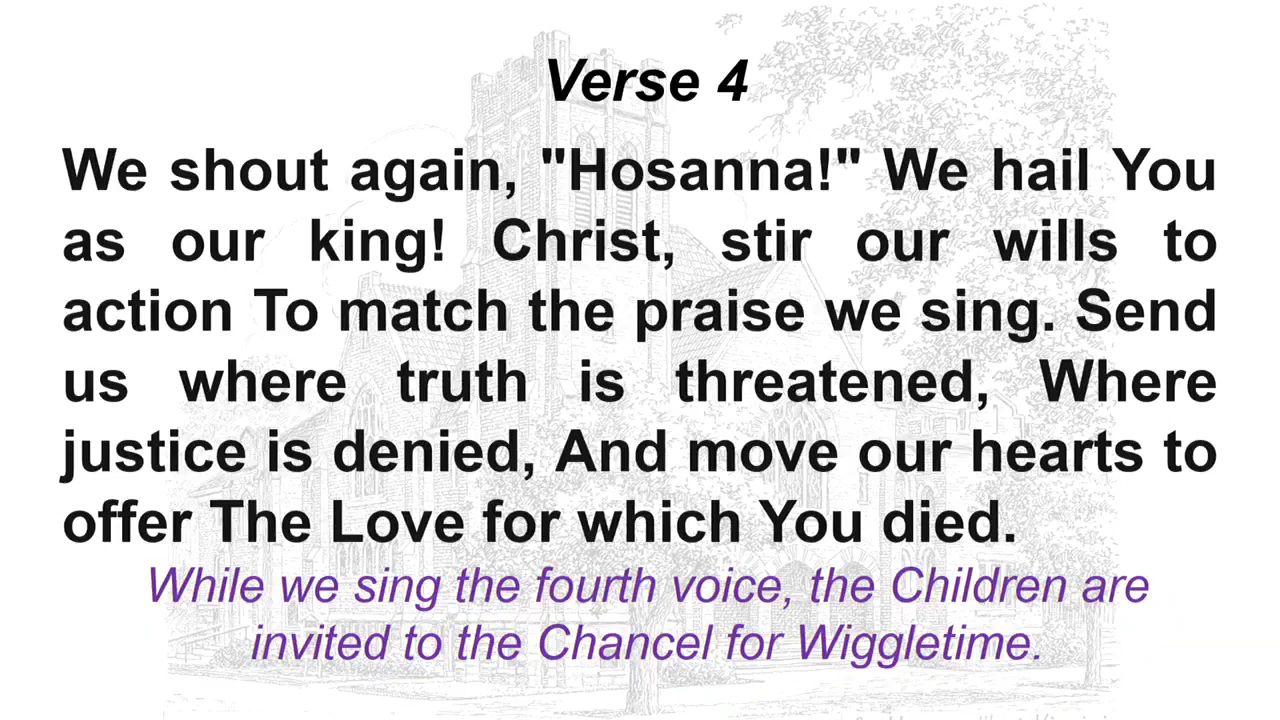 Verse 4
We shout again, "Hosanna!" We hail You
as our king! Christ, stir our wills to
action To match the praise we sing. Send
us where truth is threatened, Where
justice is denied, And move our hearts to
offer The Love for which You died.
While we sing the fourth voice, the Children are
invited to the Chancel for Wiggletime.